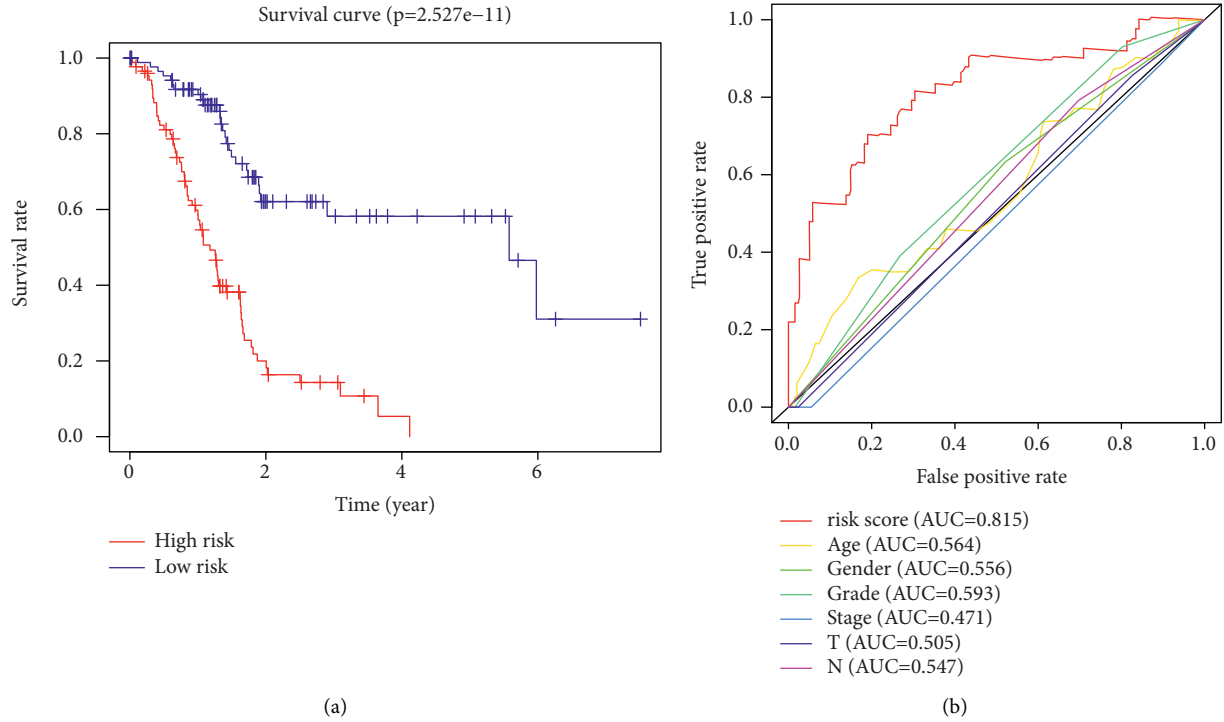 Survival curve (p=2.527e−11)
1.0
0.8
0.6
0.4
0.2
0.0
Survival rate
0
2
4
6
Time (year)
High risk
Low risk
(a)
1.0
0.8
0.6
0.4
0.2
0.0
True positive rate
0.0
0.2
0.4
0.6
0.8
1.0
False positive rate
risk score (AUC=0.815)
Age (AUC=0.564)
Gender (AUC=0.556)
Grade (AUC=0.593)
Stage (AUC=0.471)
T (AUC=0.505)
N (AUC=0.547)
(b)